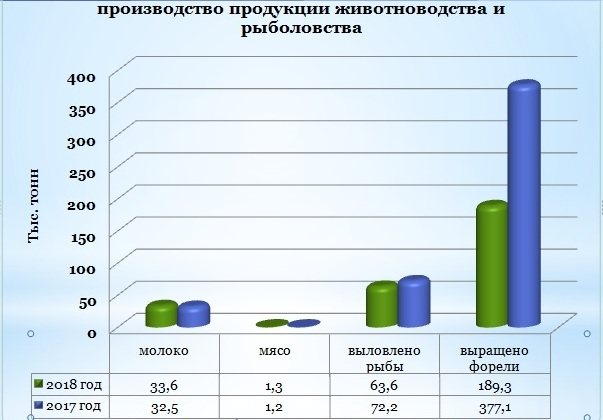 производство продукции животноводства и
рыболовства
Тыс. тонн
400
350
300
250
200
150
100
50
0
молоко
мясо
выловлено
рыбы
выращено
форели
2018 год 33,6 1,3 63,6 189,3
2017 год 32,5 1,2 72,2 377,1